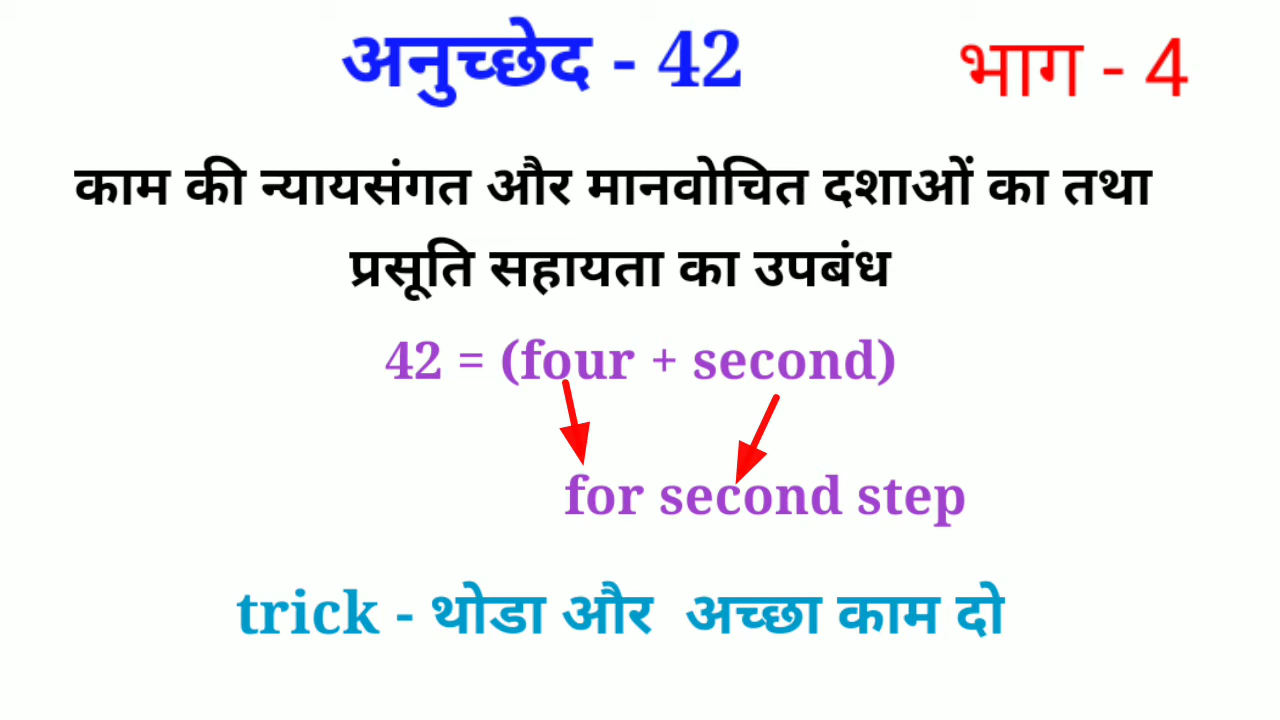 अनुच्छेद - 42
भाग - 4
काम की न्यायसंगत और मानवोचित दशाओं का तथा
प्रसूति सहायता का उपबंध
42 = (four + second)
for second step
trick - थोडा और अच्छा काम दो